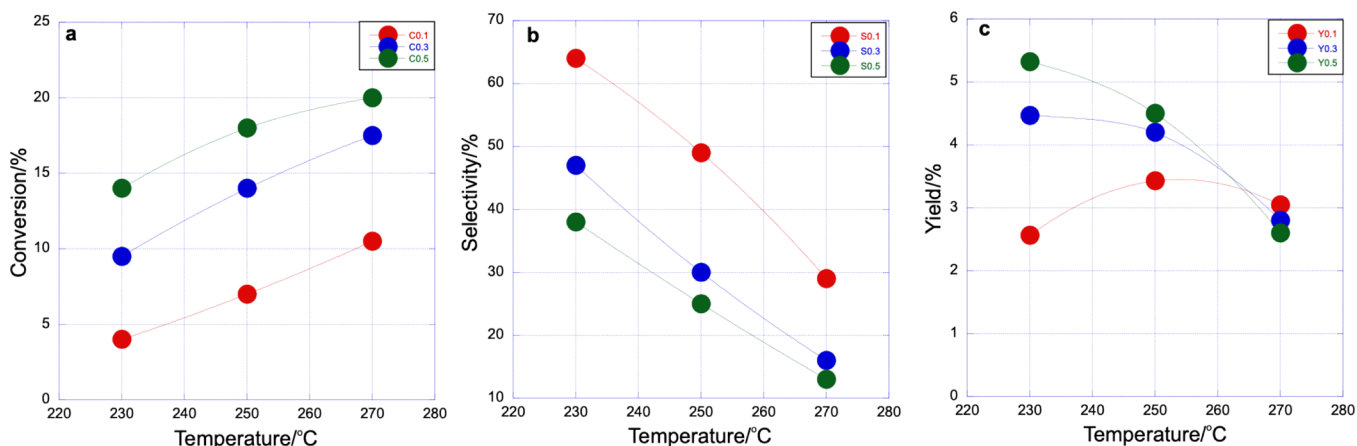 a
C0.1
C0.3
C0.5
25
20
15
10
5
0
220 230 240 250 260 270 280
Conversion/%
Temperature/°C
b
S0.1
S0.3
S0.5
70
60
50
40
30
20
10
220 230 240 250 260 270 280
Selectivity/%
Temperature/°C
c
Y0.1
Y0.3
Y0.5
6
5
4
3
2
1
0
220 230 240 250 260 270 280
Yield/%
Temperature/°C